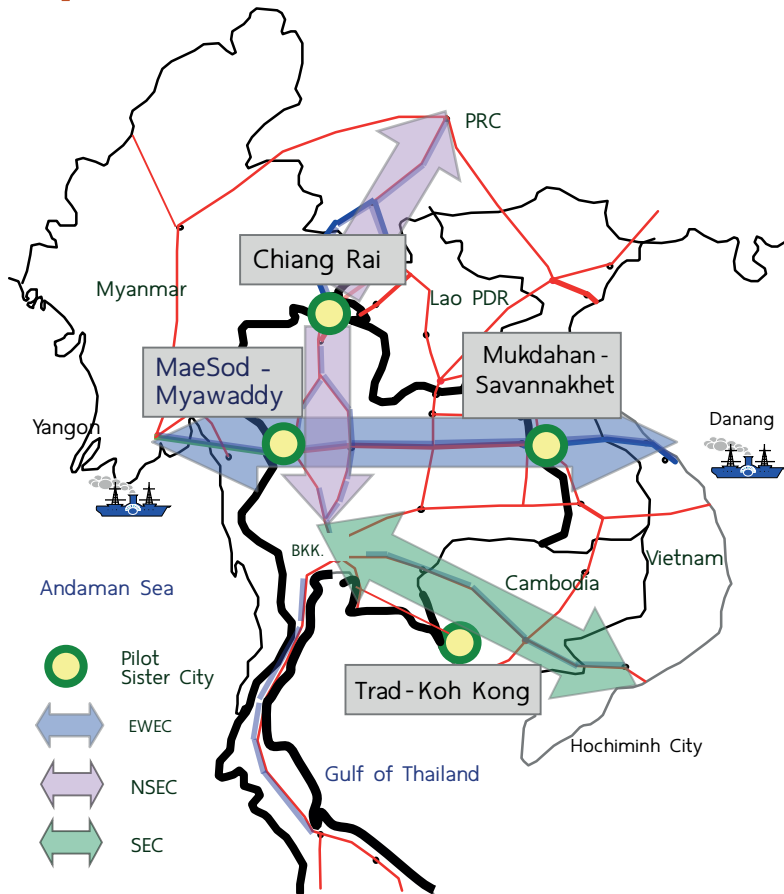 PRC
Chiang Rai
Myanmar
Lao PDR
MaeSod -
Myawaddy
Mukdahan -
Savannakhet
Yangon
Danang
BKK.
Vietnam
Cambodia
Andaman Sea
Pilot
Sister City
Trad - Koh Kong
EWEC
Hochiminh City
Gulf of Thailand
NSEC
SEC